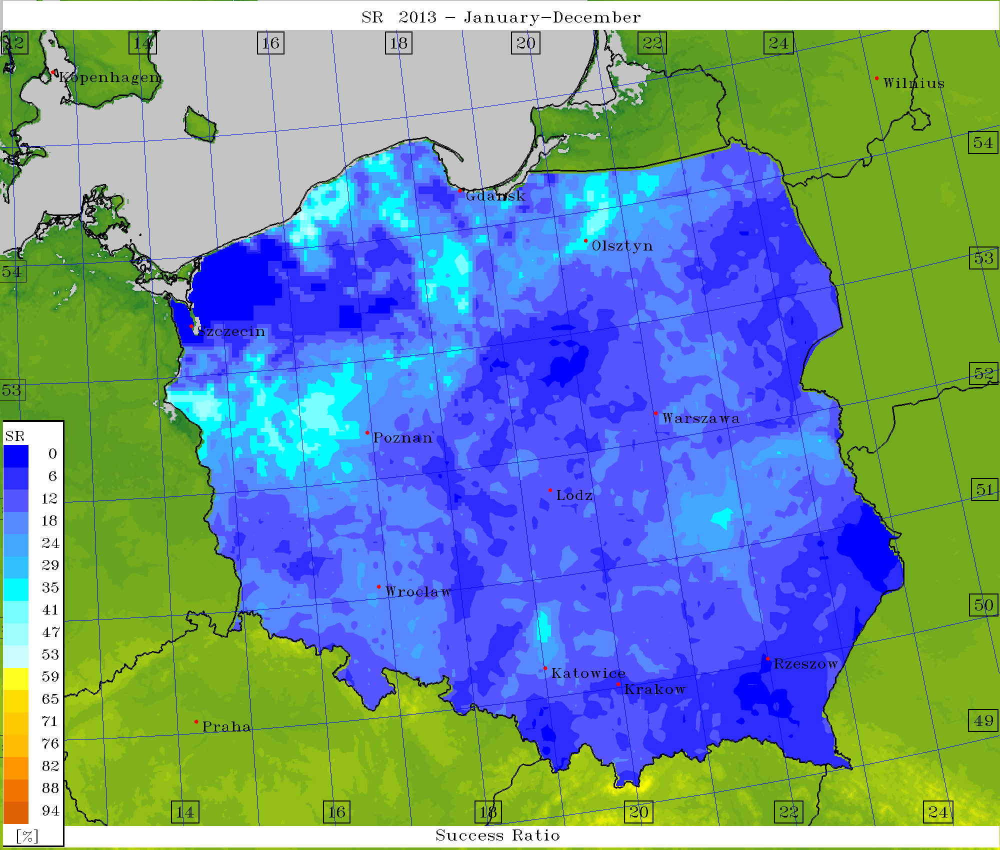 SR 2013 - January-December
12 14 16 18 20 22 24
Kopenhagen
Wilnius
54
Gdansk
Olsztyn
53
54
Szczecin
52
53
Warszawa
SR
Poznan
0
6
51
Lodz
12
18
24
29
35
Wroclaw
50
41
47
53
Rzeszow
Katowice
59
Krakow
65
71
49
Praha
76
82
88
94
14 16 18 20 22 24
[%]
Success Ratio